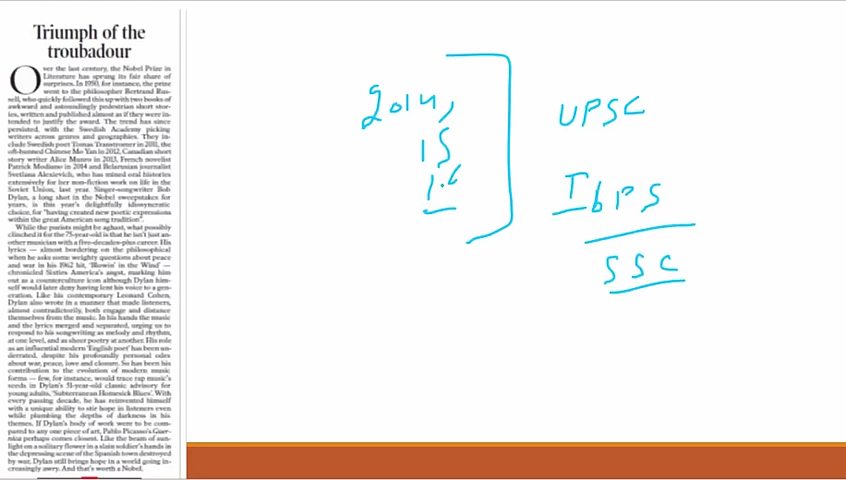 Triumph of the
troubadour
Over the last century, the Nobel Prize in
Literature has sprung its fair share of
surprises. In 1950, for instance, the prize
went to the philosopher Bertrand Rus-
sell, who quickly followed this up with two books of
awkward and astoundingly pedestrian short stor-
ies, written and published almost as if they were in-
tended to justify the award. The trend has since
persisted, with the Swedish Academy picking
writers across genres and geographies. They in-
clude Swedish poet Tomas Transtromer in 2011, the
oft-banned Chinese Mo Yan in 2012, Canadian short
story writer Alice Munro in 2013, French novelist
Patrick Modiano in 2014 and Belarusian journalist
Svetlana Alexievich, who has mined oral histories
extensively for her non-fiction work on life in the
Soviet Union, last year. Singer-songwriter Bob
Dylan, a long shot in the Nobel sweepstakes for
years, is this year's delightfully idiosyncratic
choice, for "having created new poetic expressions
within the great American song tradition".
While the purists might be aghast, what possibly
clinched it for the 75-year-old is that he isn't just an-
other musician with a five-decades-plus career. His
lyrics — almost bordering on the philosophical
when he asks some weighty questions about peace
and war in his 1962 hit, 'Blowin' in the Wind' —
chronicled Sixties America's angst, marking him
out as a counterculture icon although Dylan him-
self would later deny having lent his voice to a gen-
eration. Like his contemporary Leonard Cohen,
Dylan also wrote in a manner that made listeners,
almost contradictorily, both engage and distance
themselves from the music. In his hands the music
and the lyrics merged and separated, urging us to
respond to his songwriting as melody and rhythm,
at one level, and as sheer poetry at another. His role
as an influential modern 'English poet' has been un-
derrated, despite his profoundly personal odes
about war, peace, love and closure. So has been his
contribution to the evolution of modern music
forms — few, for instance, would trace rap music's
seeds in Dylan's 51-year-old classic advisory for
young adults, 'Subterranean Homesick Blues'. With
every passing decade, he has reinvented himself
with a unique ability to stir hope in listeners even
while plumbing the depths of darkness in his
themes. If Dylan's body of work were to be com-
pared to any one piece of art, Pablo Picasso's Guer-
nica perhaps comes closest. Like the beam of sun-
light on a solitary flower in a slain soldier's hands in
the depressing scene of the Spanish town destroyed
by war, Dylan still brings hope in a world going in-
creasingly awry. And that's worth a Nobel.
2014,
15
16
UPSC
IbPS
SSC